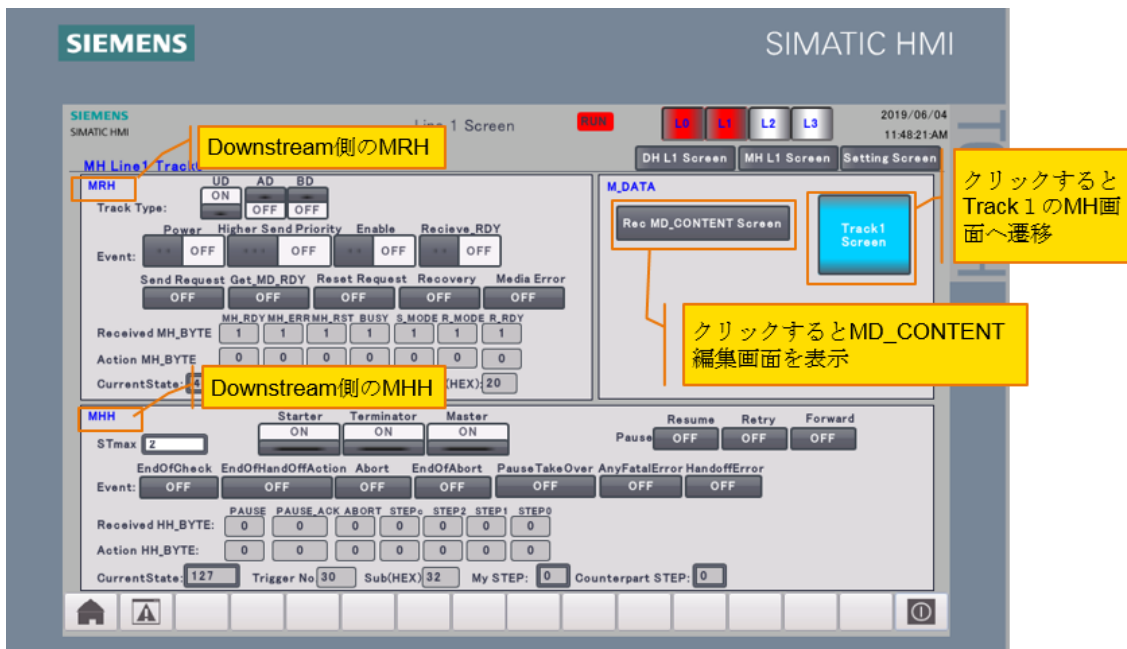 SIEMENS
SIMATIC HMI
SIEMENS
SIMATIC HMI
1 Screen
RUN
L0 L1 L2 L3
2019/06/04
11:48:21:AM
Downstream側のMRH
DH L1 Screen MH L1 Screen Setting Screen
MH Line1
MRH
UD AD BD
Track Type: ON OFF OFF
Power Higher Send Priority Enable Recieve_RDY
Event: OFF OFF OFF OFF
Send Request Get_MD_RDY Reset Request Recovery Media Error
OFF OFF OFF OFF OFF
MH_RDY MH_ERR MH_RST BUSY S_MODE R_MODE R_RDY
Received MH_BYTE 1 1 1 1 1 1 1
Action MH_BYTE 0 0 0 0 0 0 0
CurrentState: 4
(HEX): 20
Downstream側のMHH
M_DATA
Rec MD_CONTENT Screen
Track1
Screen
クリックすると
Track１のMH画
面へ遷移
クリックするとMD_CONTENT
編集画面を表示
MHH
Starter Terminator Master
ON ON ON
STmax 2
Resume Retry Forward
Pause OFF OFF OFF
EndOfCheck EndOfHandOffAction Abort EndOfAbort PauseTakeOver AnyFatalError HandoffError
Event: OFF OFF OFF OFF OFF OFF OFF
PAUSE PAUSE_ACK ABORT STEPc STEP2 STEP1 STEP0
Received HH_BYTE: 0 0 0 0 0 0 0
Action HH_BYTE: 0 0 0 0 0 0 0
CurrentState: 127 Trigger No 30 Sub(HEX) 32 My STEP: 0 Counterpart STEP: 0